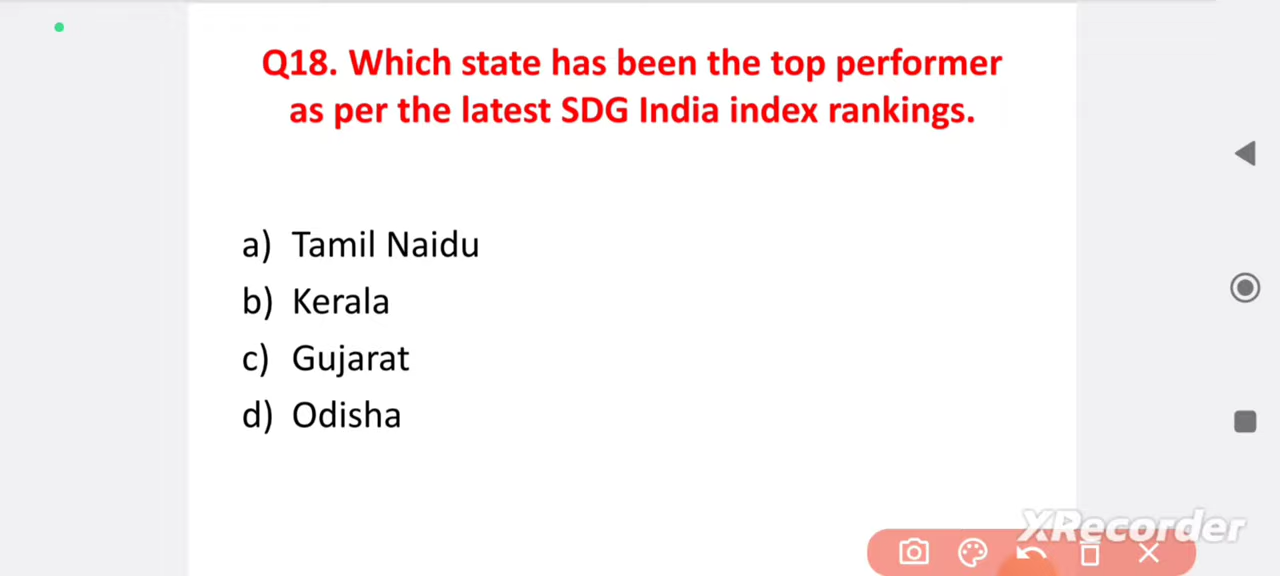 Q18. Which state has been the top performer
as per the latest SDG India index rankings.
a) Tamil Naidu
b) Kerala
c) Gujarat
d) Odisha
XRecorder